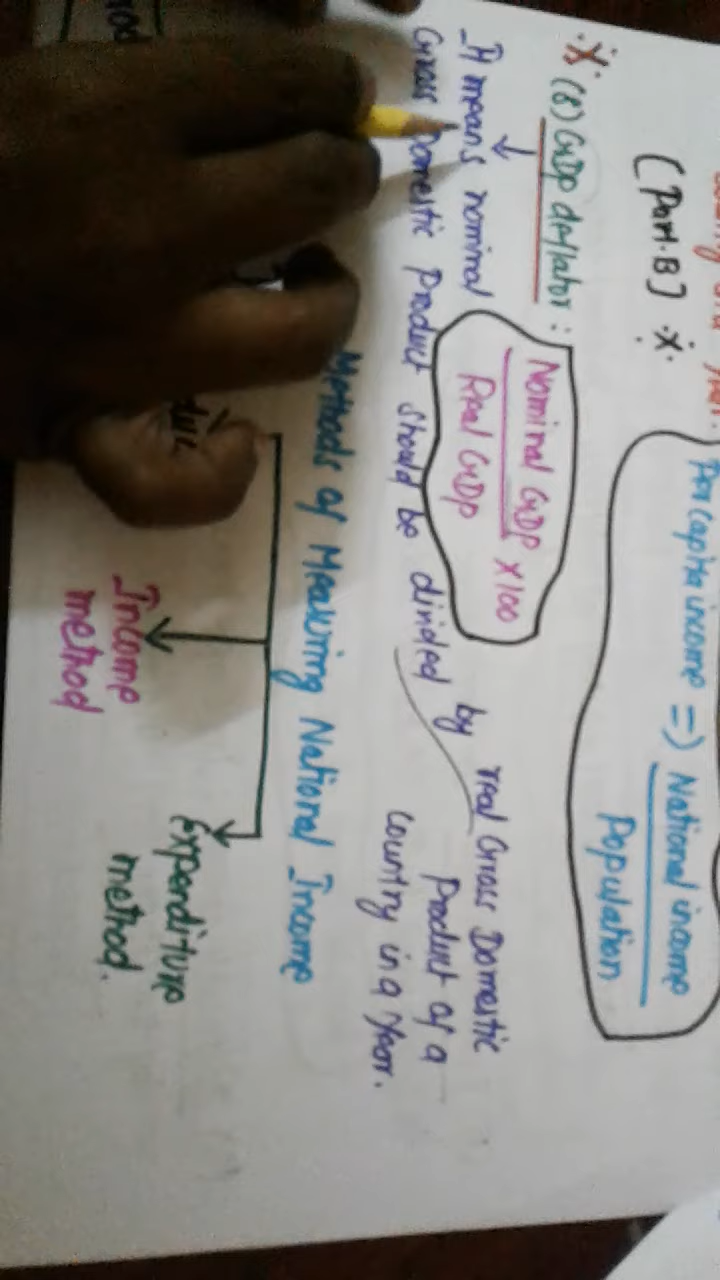 Per capita income => National income
Population
(Part.B]
(8) GDP deflator : Nominal GDP X 100
Real GDP
It means nominal by real Gross Domestic
Gross Domestic Product should be divided Product of a
country in a year.
Methods of Measuring National Income
Income
method
Expenditure
method.